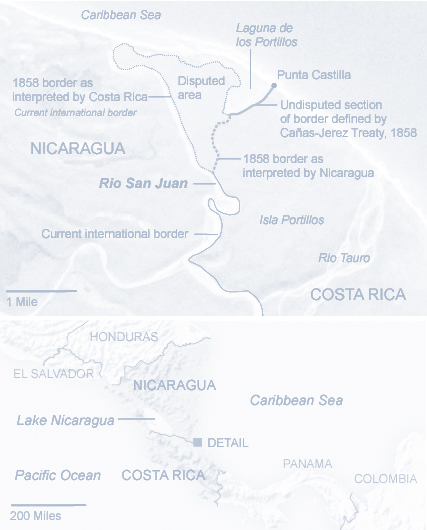 Caribbean Sea
Laguna de
los Portillos
Punta Castilla
Disputed
area
1858 border as
interpreted by Costa Rica
Current international border
Undisputed section
of border defined by
Cañas-Jerez Treaty, 1858
NICARAGUA
1858 border as
interpreted by Nicaragua
Rio San Juan
Isla Portillos
Current international border
Rio Tauro
1 Mile
COSTA RICA
HONDURAS
EL SALVADOR
NICARAGUA
Caribbean Sea
Lake Nicaragua
DETAIL
PANAMA
Pacific Ocean
COSTA RICA
COLOMBIA
200 Miles